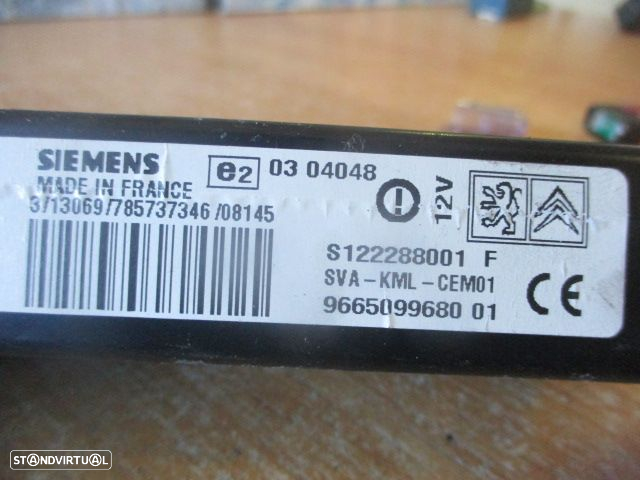 SIEMENS
MADE IN FRANCE
3/13069/785737346/08145
e2 03 04048
12V
S122288001 F
SVA-KML-CEM01
9665099680 01
CE
STANDVIRTUAL